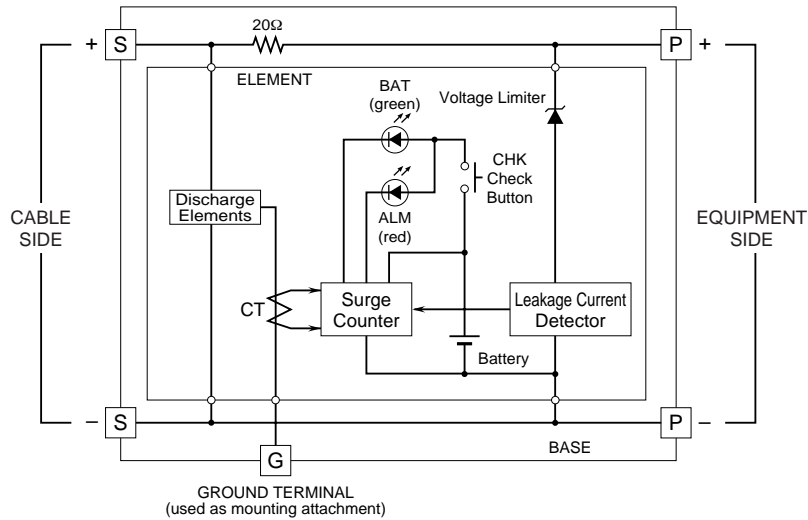 20Ω
+ S
P +
ELEMENT
BAT
(green)
Voltage Limiter
CHK
Check
Button
ALM
(red)
Discharge
Elements
CABLE
SIDE
EQUIPMENT
SIDE
CT
Surge
Counter
Leakage Current
Detector
Battery
– S
P –
BASE
G
GROUND TERMINAL
(used as mounting attachment)